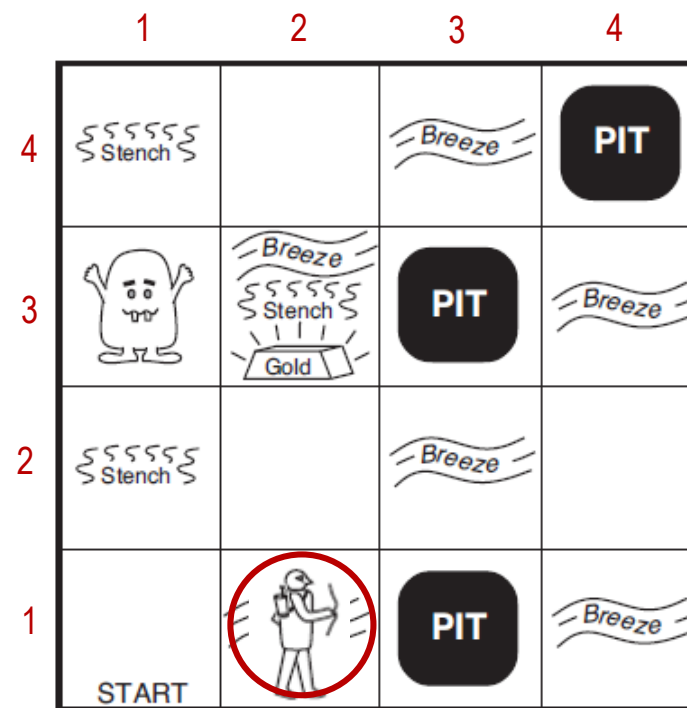 1 2 3 4
4 Stench Breeze PIT
3 Breeze
Stench
Gold
PIT Breeze
2 Stench Breeze
1 START PIT Breeze